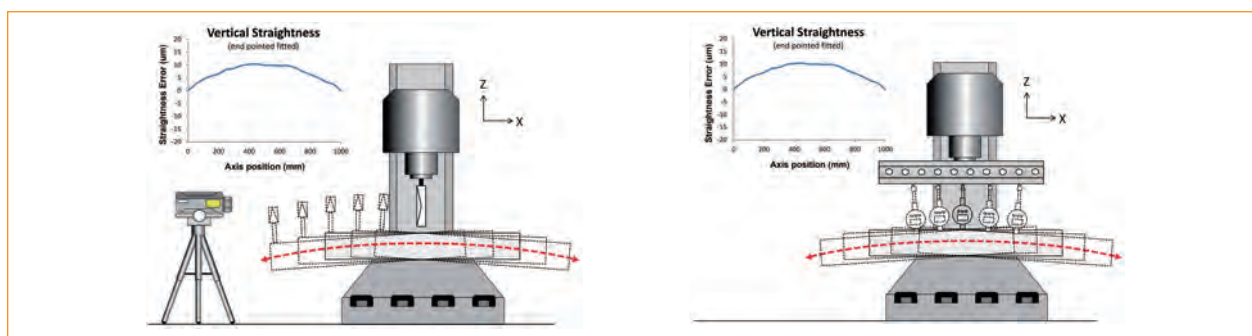 Vertical Straightness
(end pointed fitted)
Straightness Error (um)
20
15
10
5
0
-5
-10
-15
-20
0 200 400 600 800 1000
Axis position (mm)
Z
X
Vertical Straightness
(end pointed fitted)
Straightness Error (um)
20
15
10
5
0
-5
-10
-15
-20
0 200 400 600 800 1000
Axis position (mm)
Z
X